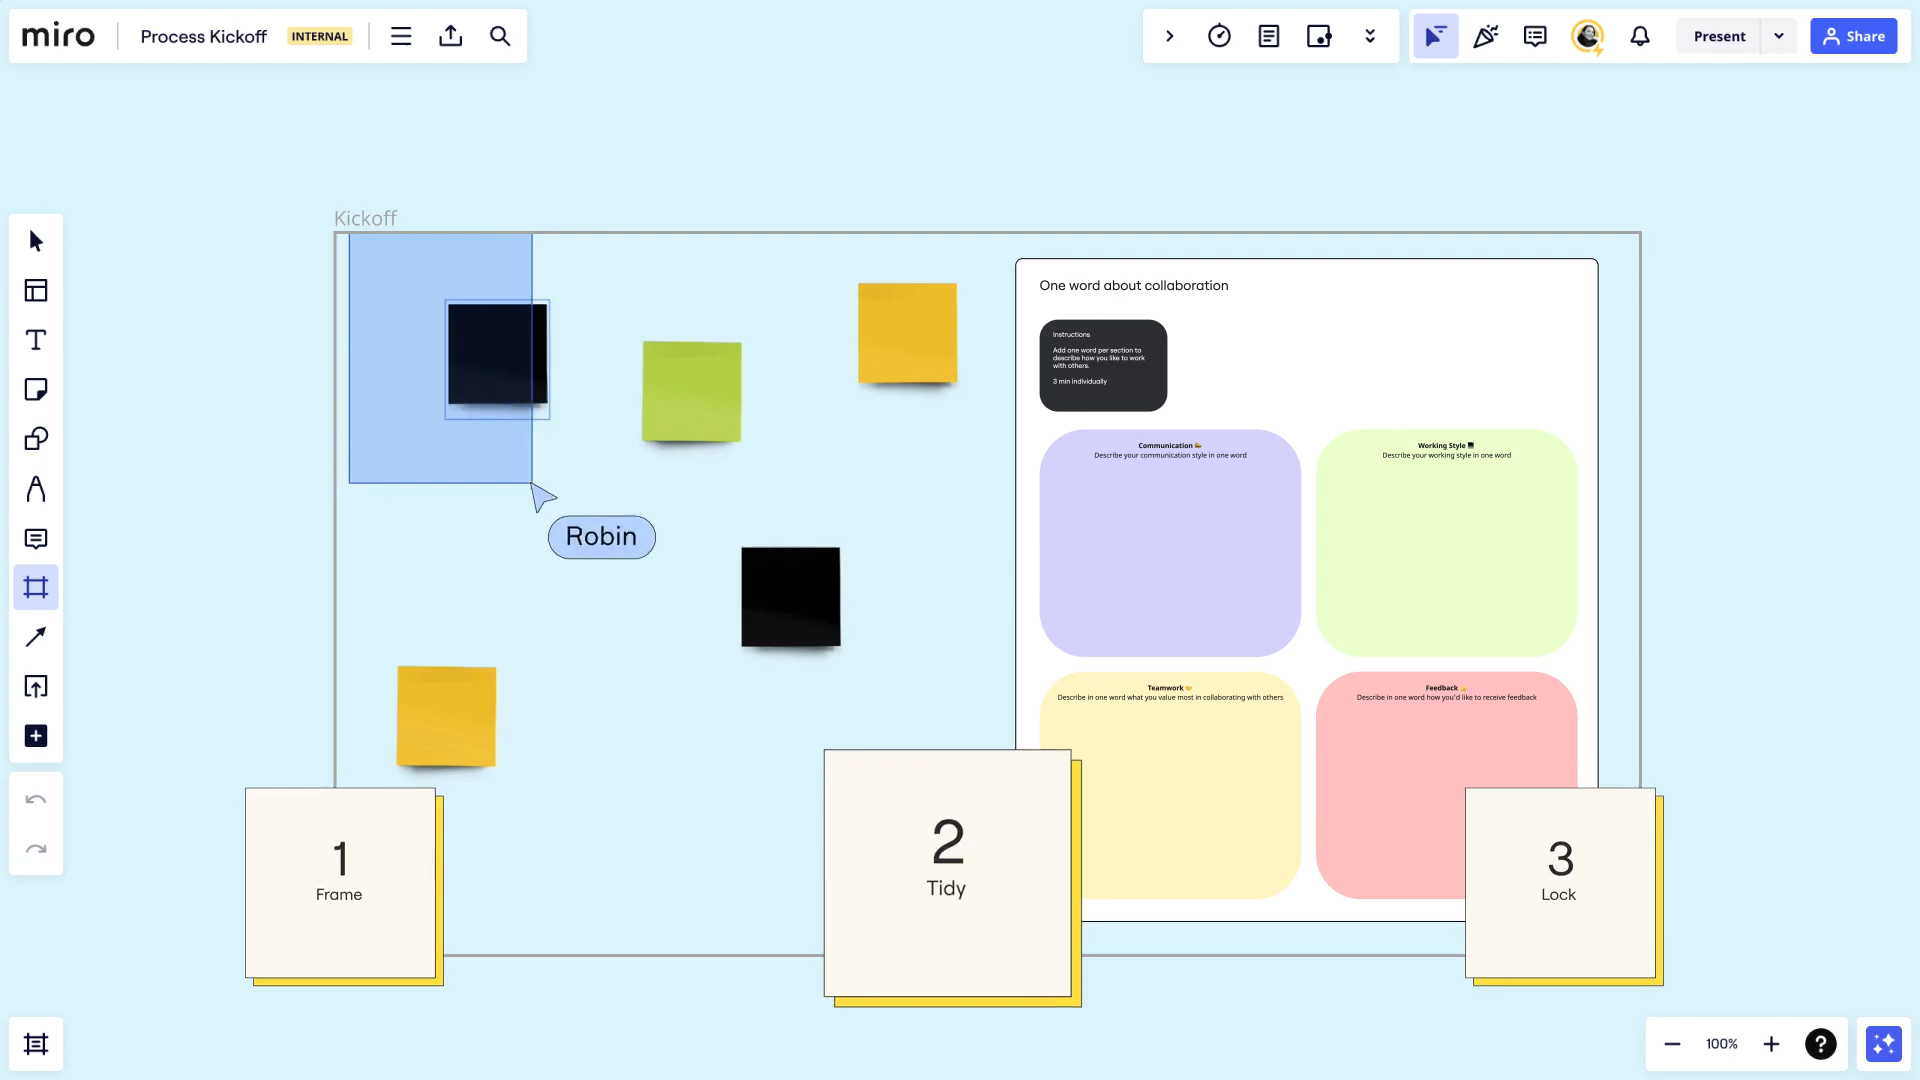 miro
Process Kickoff
INTERNAL
Present
Share
Kickoff
One word about collaboration
Instructions
Add one word per section to
describe how you like to work
with others.
3 min individually
Robin
Communication
Describe your communication style in one word
Working Style
Describe your working style in one word
Teamwork
Describe in one word what you value most in collaborating with others
Feedback
Describe in one word how you'd like to receive feedback
1
Frame
2
Tidy
3
Lock
100%